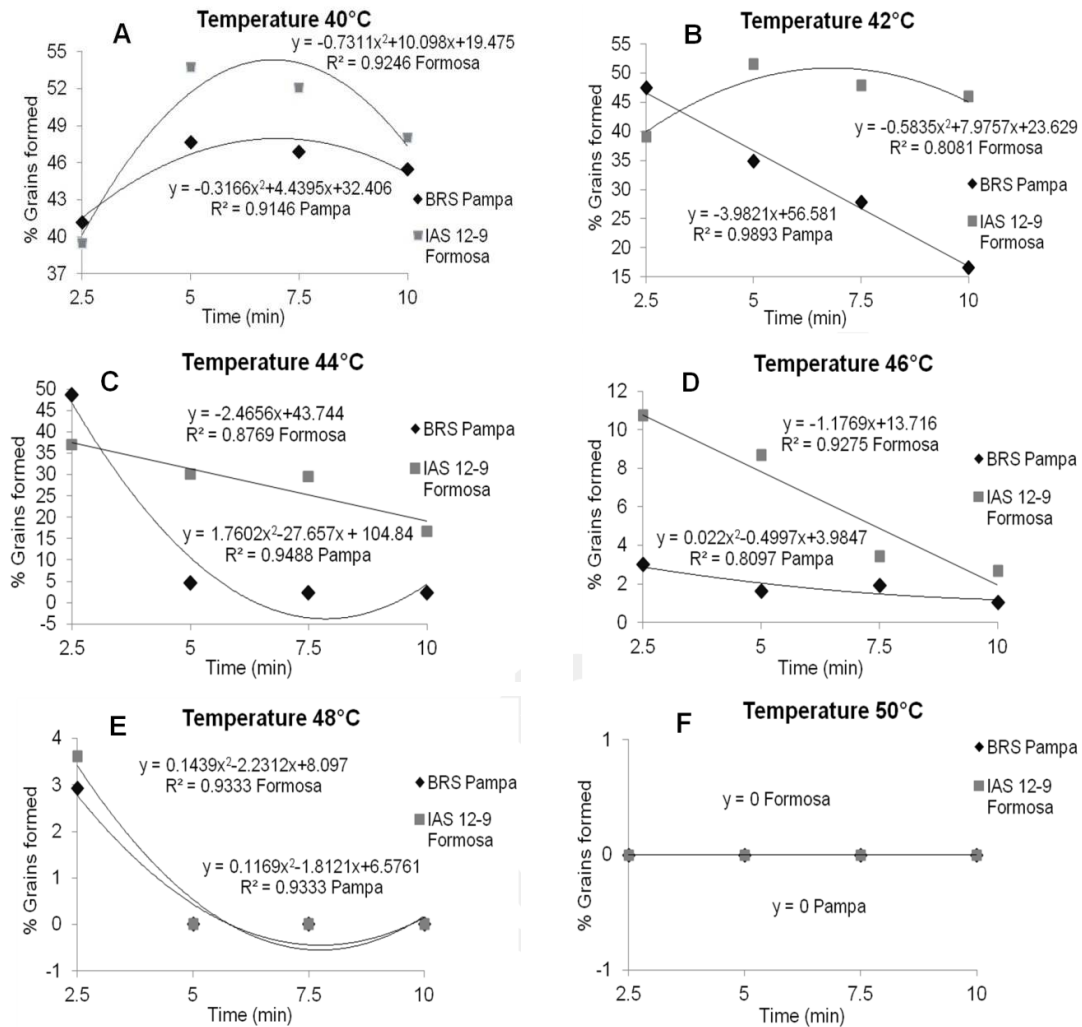 Temperature 40°C
A
% Grains formed
55
52
49
46
43
40
37
y = -0.7311x²+10.098x+19.475
R² = 0.9246 Formosa
y = -0.3166x²+4.4395x+32.406
R² = 0.9146 Pampa
BRS Pampa
IAS 12-9
Formosa
2.5 5 7.5 10
Time (min)
Temperature 42°C
B
% Grains formed
55
50
45
40
35
30
25
20
15
y = -0.5835x²+7.9757x+23.629
R² = 0.8081 Formosa
y = -3.9821x+56.581
R² = 0.9893 Pampa
BRS Pampa
IAS 12-9
Formosa
2.5 5 7.5 10
Time (min)
Temperature 44°C
C
% Grains formed
50
45
40
35
30
25
20
15
10
5
0
-5
y = -2.4656x+43.744
R² = 0.8769 Formosa
y = 1.7602x²-27.657x + 104.84
R² = 0.9488 Pampa
BRS Pampa
IAS 12-9
Formosa
2.5 5 7.5 10
Time (min)
Temperature 46°C
D
% Grains formed
12
10
8
6
4
2
0
y = -1.1769x+13.716
R² = 0.9275 Formosa
y = 0.022x²-0.4997x+3.9847
R² = 0.8097 Pampa
BRS Pampa
IAS 12-9
Formosa
2.5 5 7.5 10
Time (min)
Temperature 48°C
E
% Grains formed
4
3
2
1
0
-1
y = 0.1439x²-2.2312x+8.097
R² = 0.9333 Formosa
y = 0.1169x²-1.8121x+6.5761
R² = 0.9333 Pampa
BRS Pampa
IAS 12-9
Formosa
2.5 5 7.5 10
Time (min)
Temperature 50°C
F
% Grains formed
1
0
-1
y = 0 Formosa
y = 0 Pampa
BRS Pampa
IAS 12-9
Formosa
2.5 5 7.5 10
Time (min)